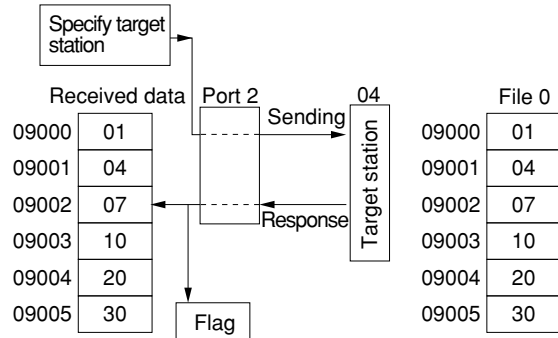 Specify target
station
Received data
Port 2
04
File 0
Sending
09000 01
09001 04
09002 07
09003 10
09004 20
09005 30
Response
Target station
Flag
09000 01
09001 04
09002 07
09003 10
09004 20
09005 30